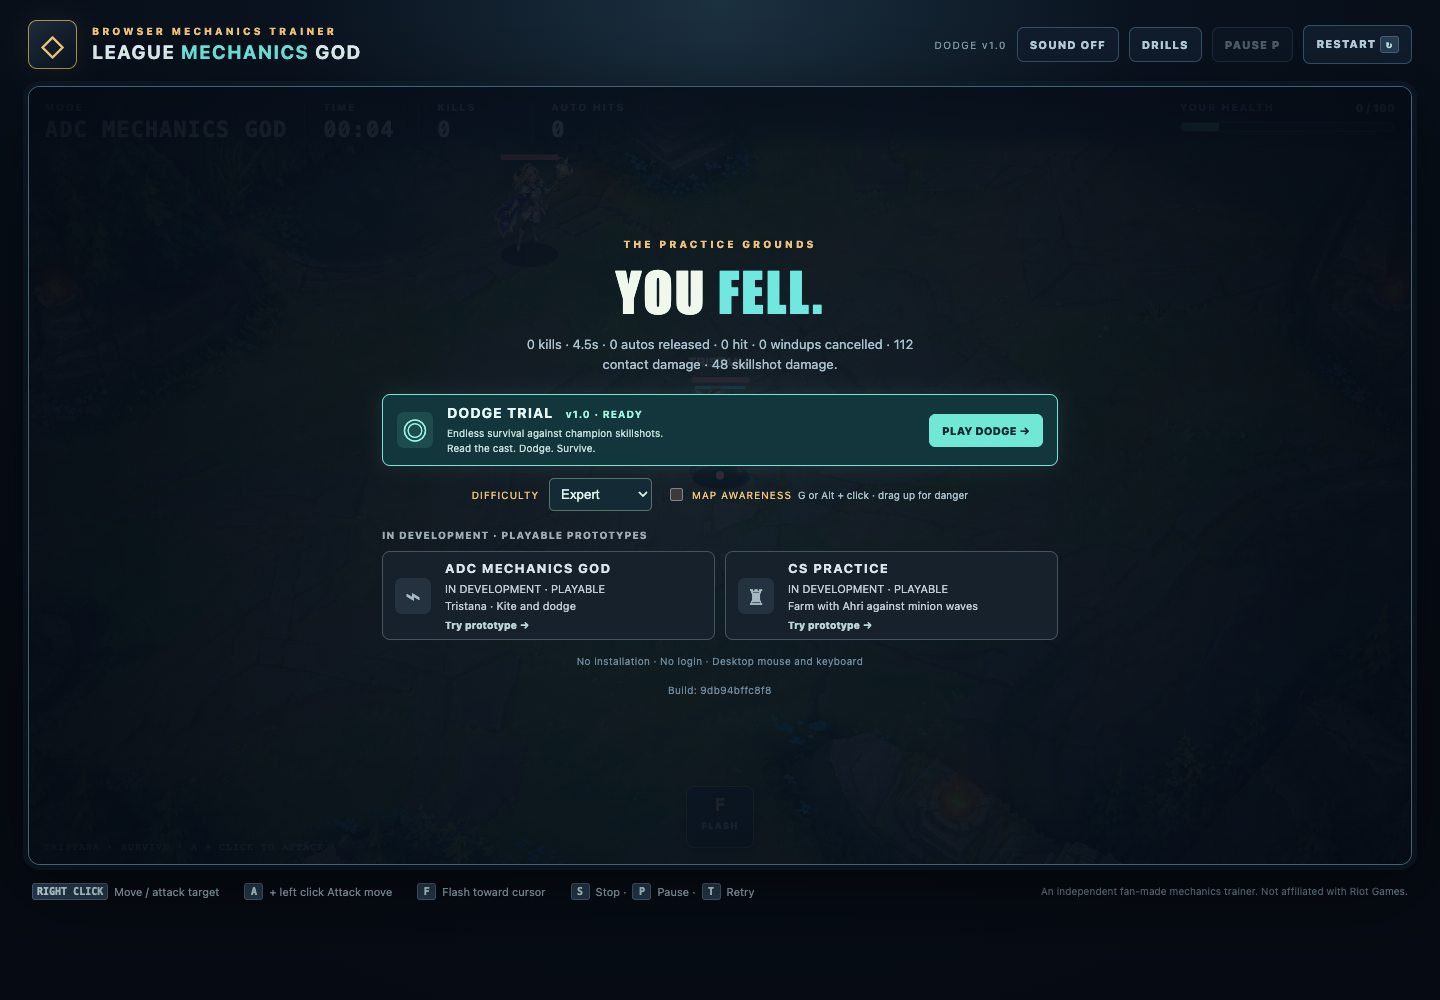 BROWSER MECHANICS TRAINER
LEAGUE MECHANICS GOD
DODGE v1.0
SOUND OFF
DRILLS
PAUSE P
RESTART ↻
MODE
ADC MECHANICS GOD
TIME
00:04
KILLS
0
AUTO HITS
0
YOUR HEALTH
0 / 100
THE PRACTICE GROUNDS
YOU FELL.
0 kills · 4.5s · 0 autos released · 0 hit · 0 windups cancelled · 112
contact damage · 48 skillshot damage.
DODGE TRIAL v1.0 · READY
Endless survival against champion skillshots.
Read the cast. Dodge. Survive.
PLAY DODGE →
DIFFICULTY
Expert
MAP AWARENESS G or Alt + click · drag up for danger
IN DEVELOPMENT · PLAYABLE PROTOTYPES
ADC MECHANICS GOD
IN DEVELOPMENT · PLAYABLE
Tristana · Kite and dodge
Try prototype →
CS PRACTICE
IN DEVELOPMENT · PLAYABLE
Farm with Ahri against minion waves
Try prototype →
No installation · No login · Desktop mouse and keyboard
Build: 9db94bffc8f8
F
FLASH
TRISTANA · SURVIVE · A + CLICK TO ATTACK
RIGHT CLICK Move / attack target
A + left click Attack move
F Flash toward cursor
S Stop · P Pause · T Retry
An independent fan-made mechanics trainer. Not affiliated with Riot Games.